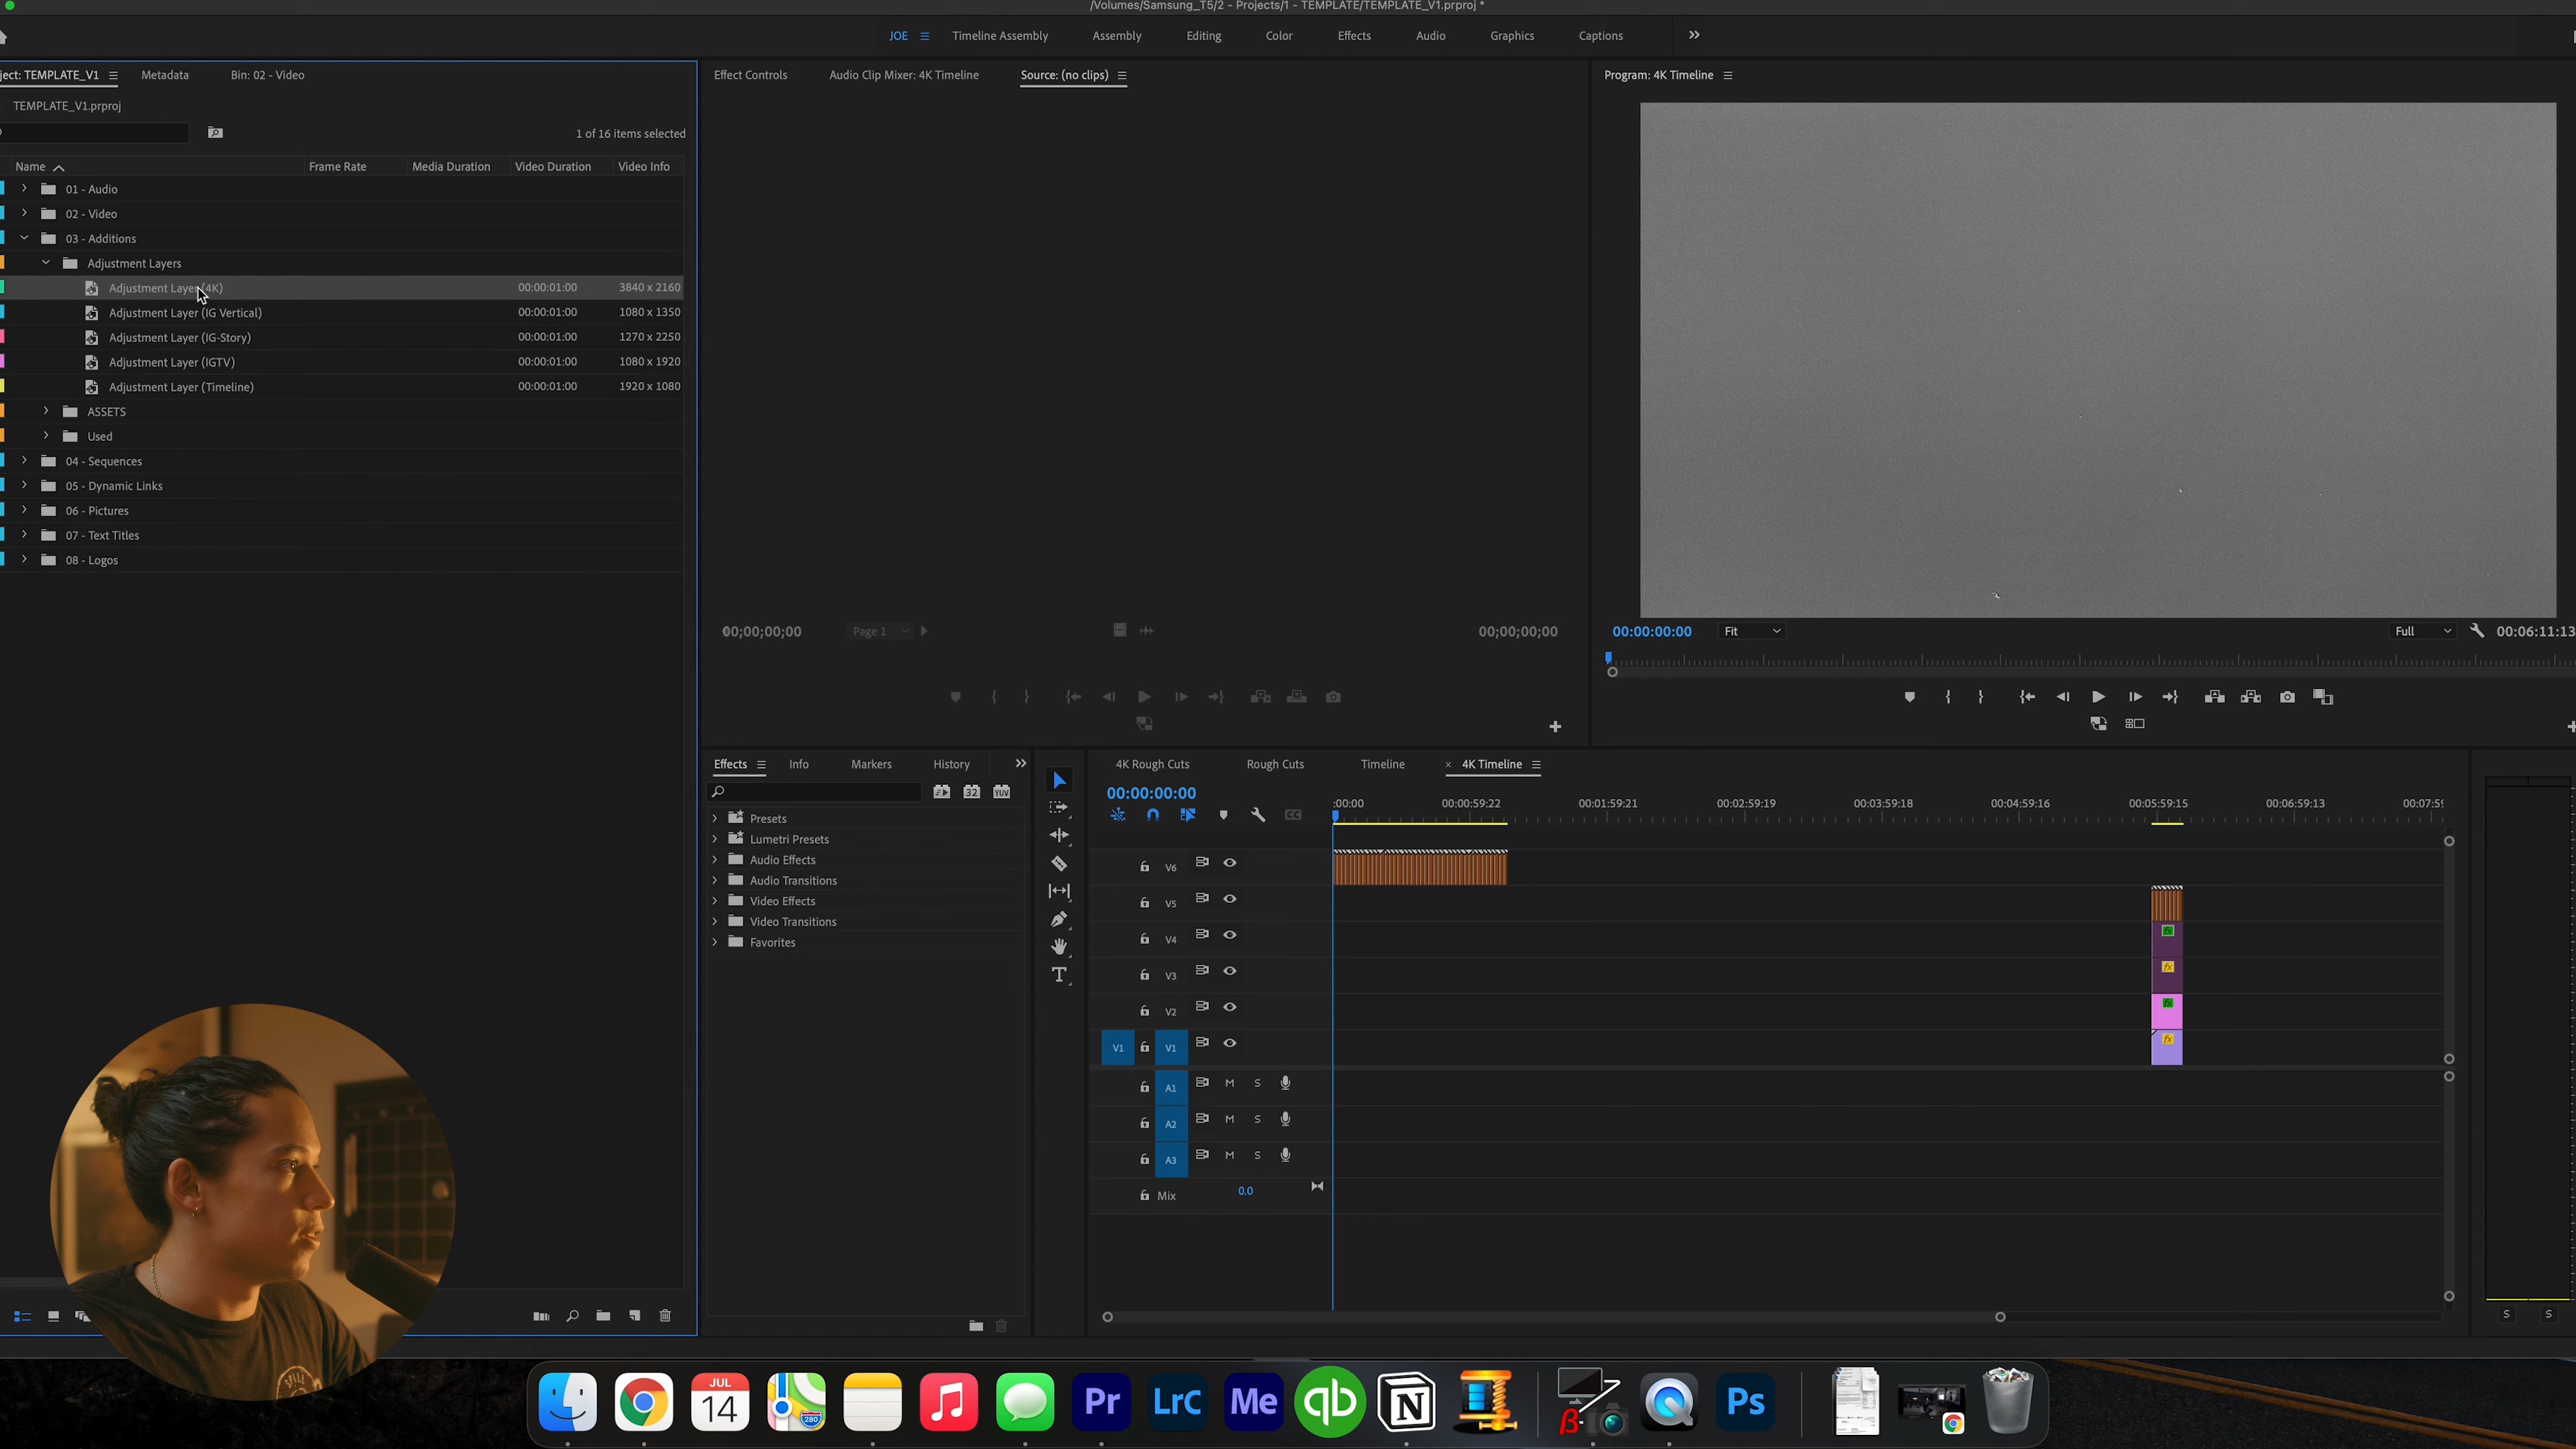 /Volumes/Samsung_T5/2 - Projects/1 - TEMPLATE/TEMPLATE_V1.prproj *
JOE
Timeline Assembly
Assembly
Editing
Color
Effects
Audio
Graphics
Captions
ject: TEMPLATE_V1
Metadata
Bin: 02 - Video
TEMPLATE_V1.prproj
1 of 16 items selected
Name Frame Rate Media Duration Video Duration Video Info
01 - Audio
02 - Video
03 - Additions
Adjustment Layers
Adjustment Layer (4K) 00:00:01:00 3840 x 2160
Adjustment Layer (IG Vertical) 00:00:01:00 1080 x 1350
Adjustment Layer (IG-Story) 00:00:01:00 1270 x 2250
Adjustment Layer (IGTV) 00:00:01:00 1080 x 1920
Adjustment Layer (Timeline) 00:00:01:00 1920 x 1080
ASSETS
Used
04 - Sequences
05 - Dynamic Links
06 - Pictures
07 - Text Titles
08 - Logos
Effect Controls
Audio Clip Mixer: 4K Timeline
Source: (no clips)
00;00;00;00
Page 1
00;00;00;00
Program: 4K Timeline
00:00:00:00
Fit
Full
00:06:11:13
Effects
Info
Markers
History
32
YUV
Presets
Lumetri Presets
Audio Effects
Audio Transitions
Video Effects
Video Transitions
Favorites
4K Rough Cuts
Rough Cuts
Timeline
× 4K Timeline
00:00:00:00
:00:00 00:00:59:22 00:01:59:21 00:02:59:19 00:03:59:18 00:04:59:16 00:05:59:15 00:06:59:13 00:07:5
V6
V5
V4 fx
V3 fx
V2 fx
V1 V1 fx
A1 M S
A2 M S
A3 M S
Mix 0.0
S S
JUL
14
280
Pr
LrC
Me
qb
N
β
Ps